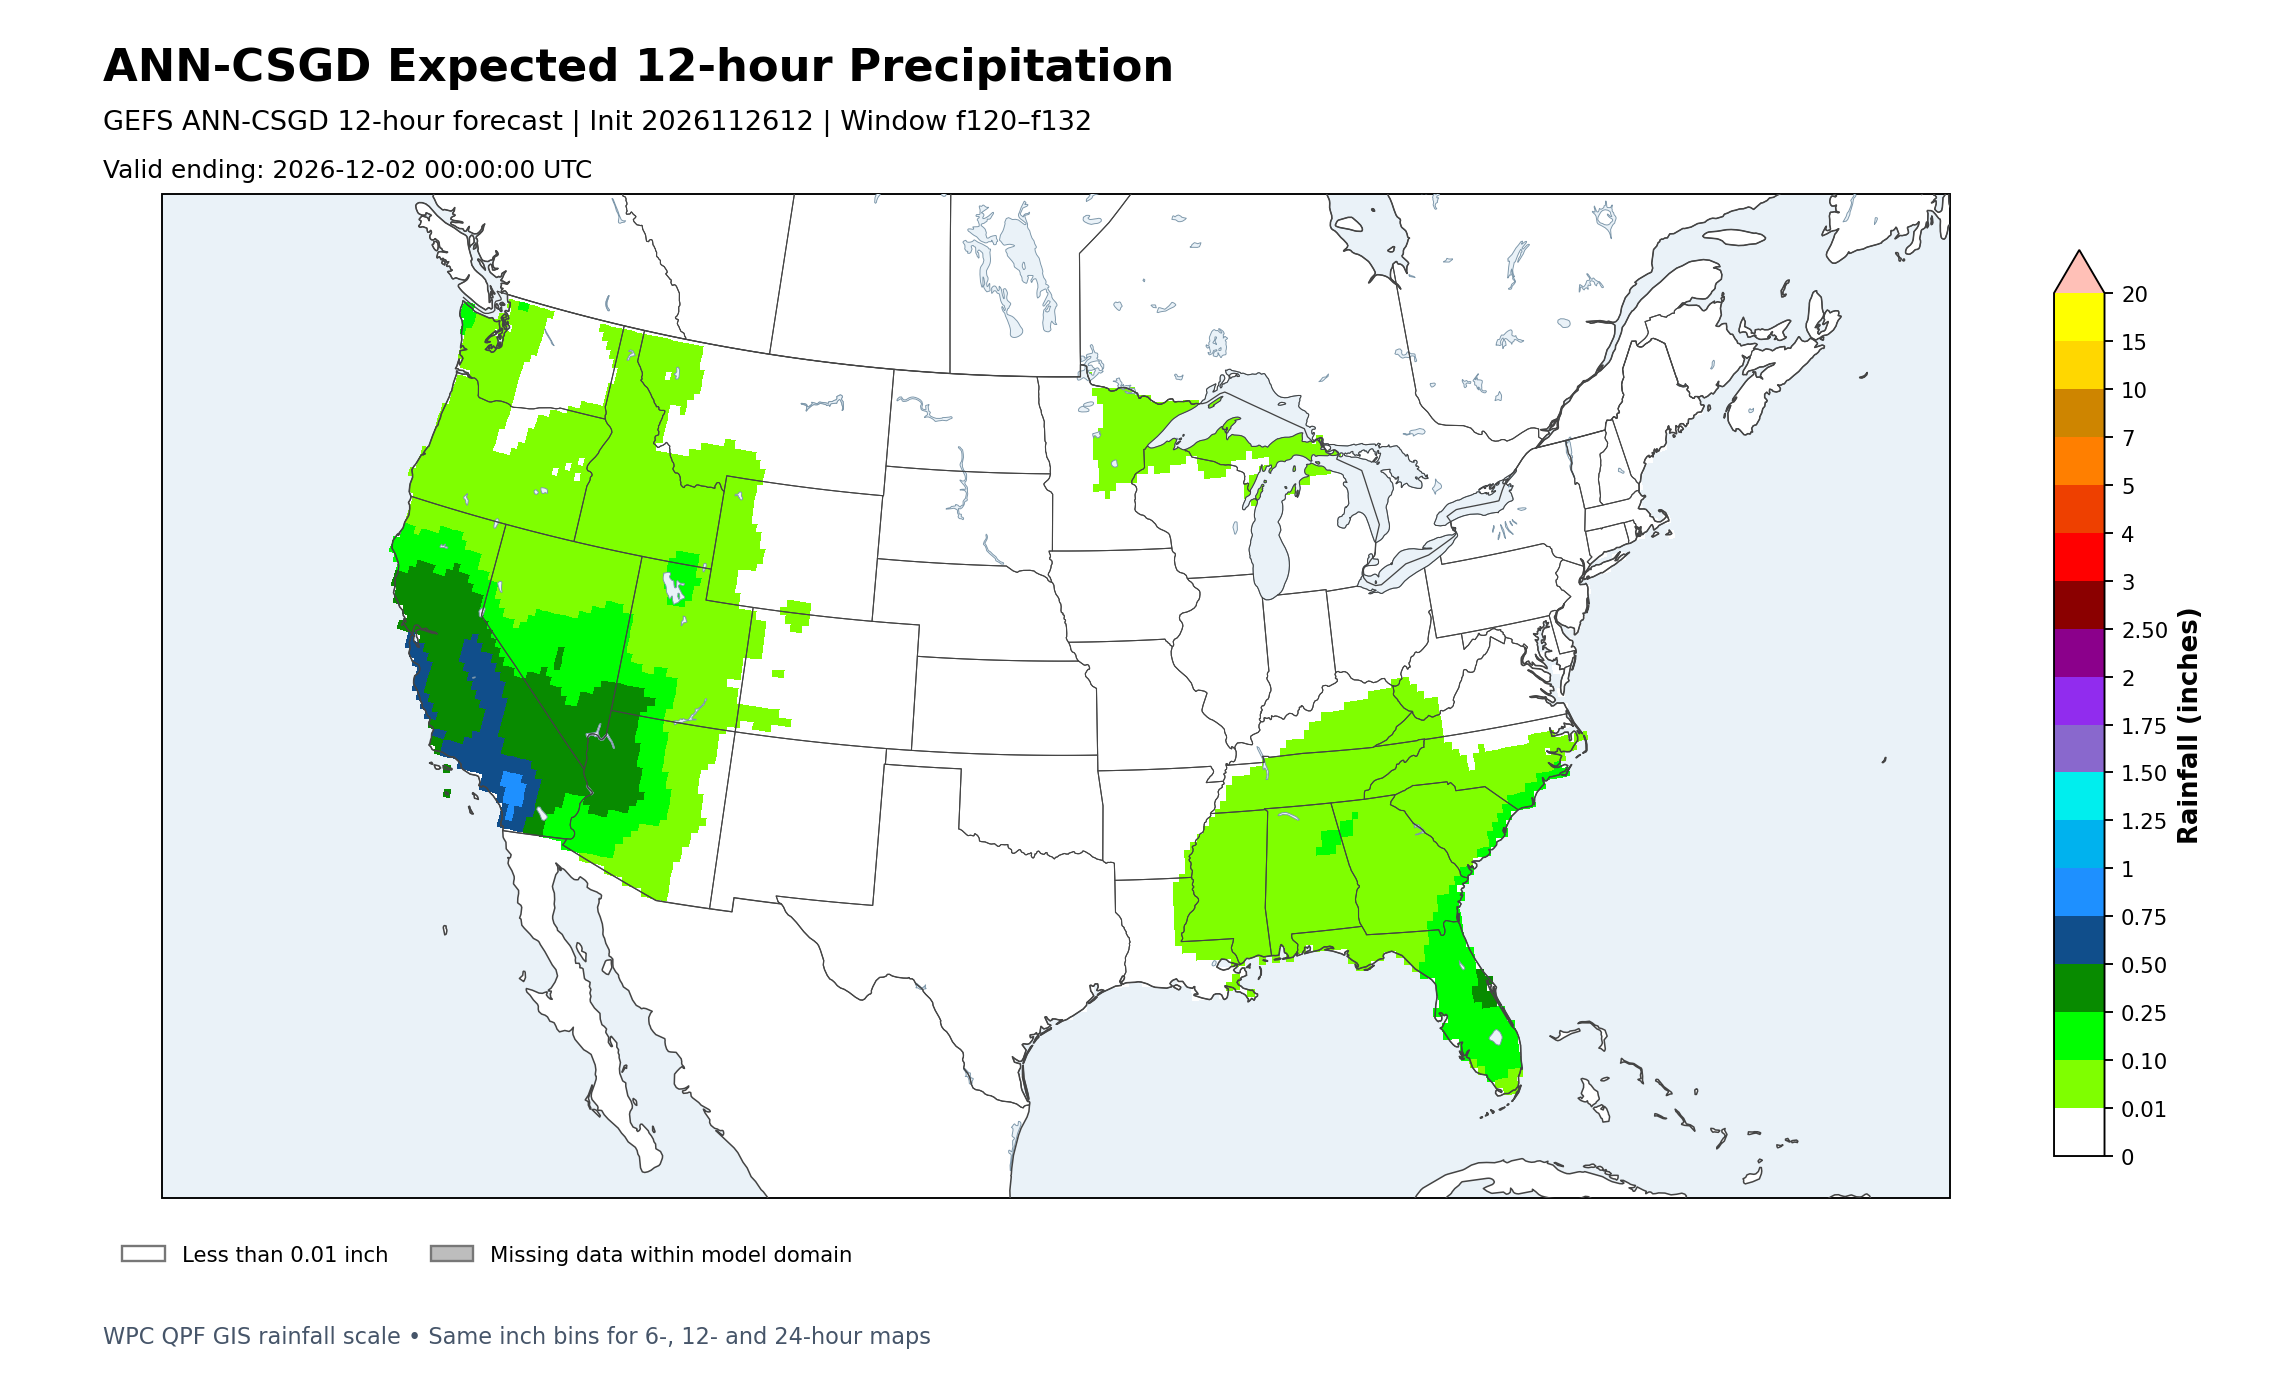 ANN-CSGD Expected 12-hour Precipitation
GEFS ANN-CSGD 12-hour forecast | Init 2026112612 | Window f120–f132
Valid ending: 2026-12-02 00:00:00 UTC
20
15
10
7
5
4
3
2.50
2
1.75
1.50
1.25
1
0.75
0.50
0.25
0.10
0.01
0
Rainfall (inches)
Less than 0.01 inch
Missing data within model domain
WPC QPF GIS rainfall scale • Same inch bins for 6-, 12- and 24-hour maps